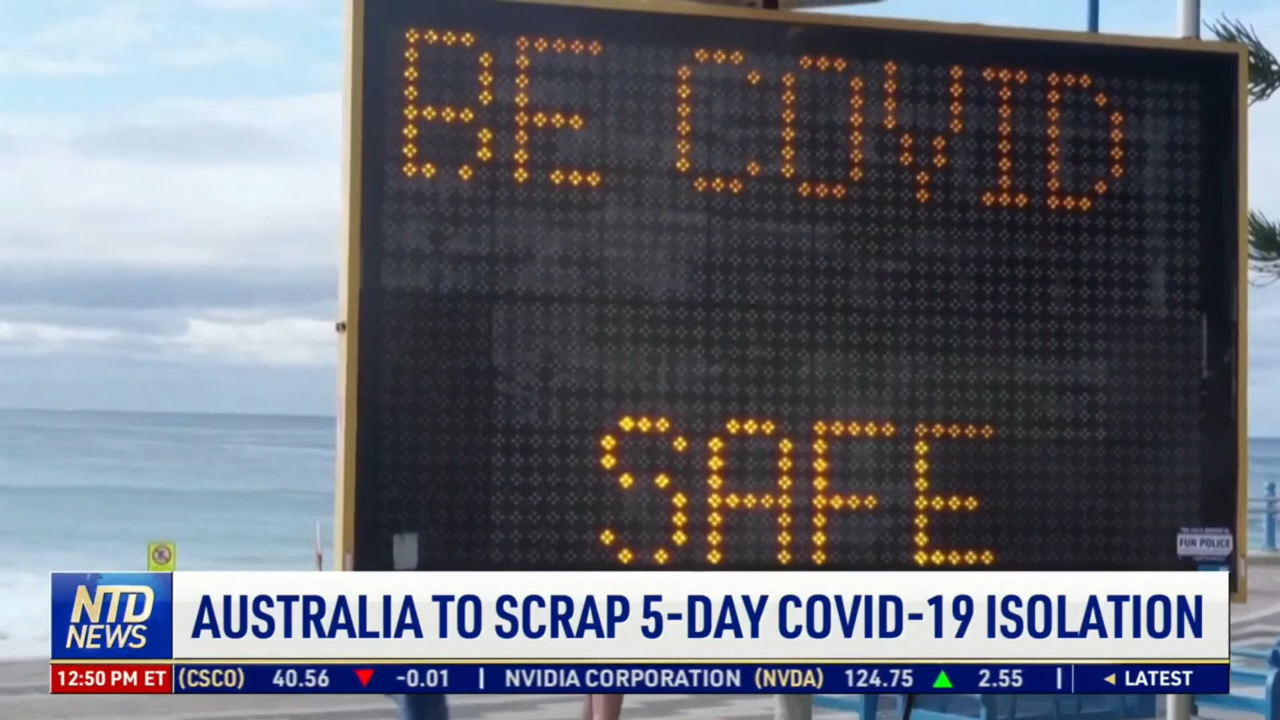 BE COVID
SAFE
FUN POLICE
NTD
NEWS
AUSTRALIA TO SCRAP 5-DAY COVID-19 ISOLATION
12:50 PM ET (CSCO) 40.56 ▼ -0.01 | NVIDIA CORPORATION (NVDA) 124.75 ▲ 2.55 | ◄ LATEST